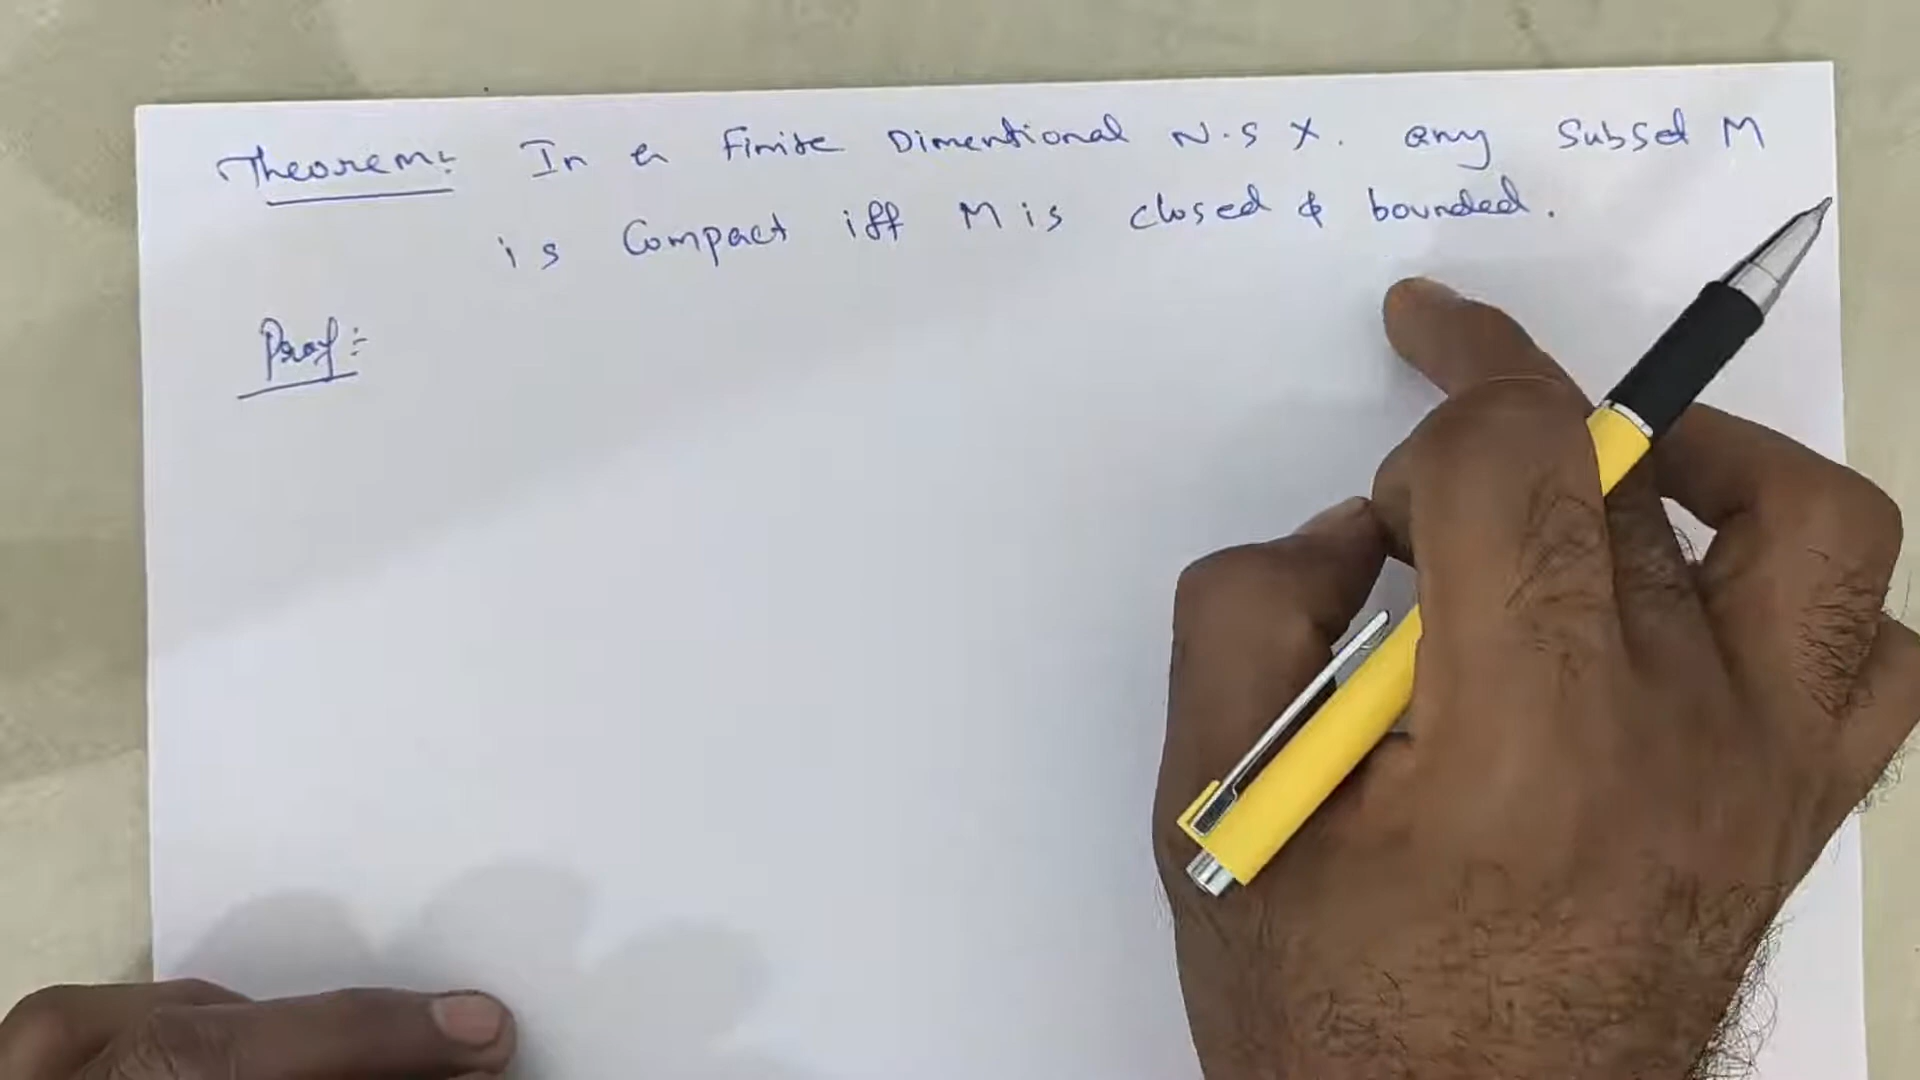 Theorem: In a Finite Dimentional N.S X. any Subset M
is Compact iff M is closed & bounded.
Proof: